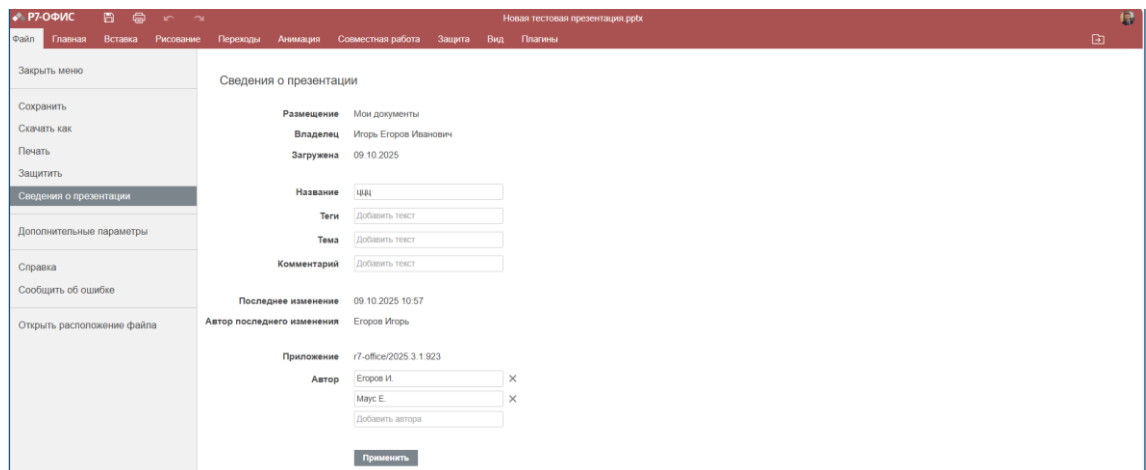 Р7-ОФИС Новая тестовая презентация.pptx
Файл Главная Вставка Рисование Переходы Анимация Совместная работа Защита Вид Плагины
Закрыть меню
Сохранить
Скачать как
Печать
Защитить
Сведения о презентации
Дополнительные параметры
Справка
Сообщить об ошибке
Открыть расположение файла
Сведения о презентации
Размещение Мои документы
Владелец Игорь Егоров Иванович
Загружена 09.10.2025
Название ццц
Теги Добавить текст
Тема Добавить текст
Комментарий Добавить текст
Последнее изменение 09.10.2025 10:57
Автор последнего изменения Егоров Игорь
Приложение r7-office/2025.3.1.923
Автор Егоров И.
Маус Е.
Добавить автора
Применить